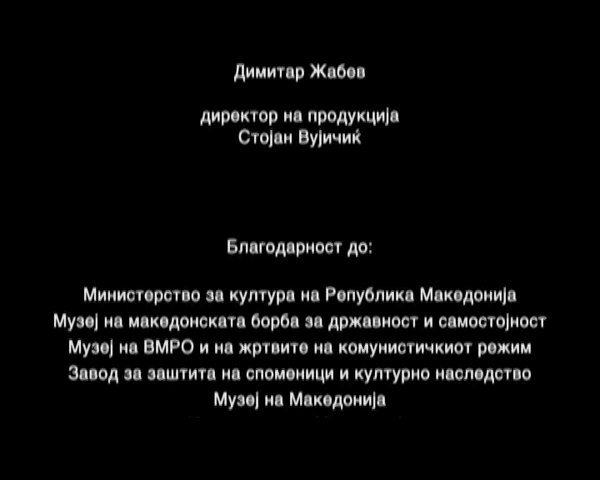 Димитар Жабев
директор на продукција
Стојан Вујичиќ
Благодарност до:
Министерство за култура на Република Македонија
Музеј на македонската борба за државност и самостојност
Музеј на ВМРО и на жртвите на комунистичкиот режим
Завод за заштита на споменици и културно наследство
Музеј на Македонија